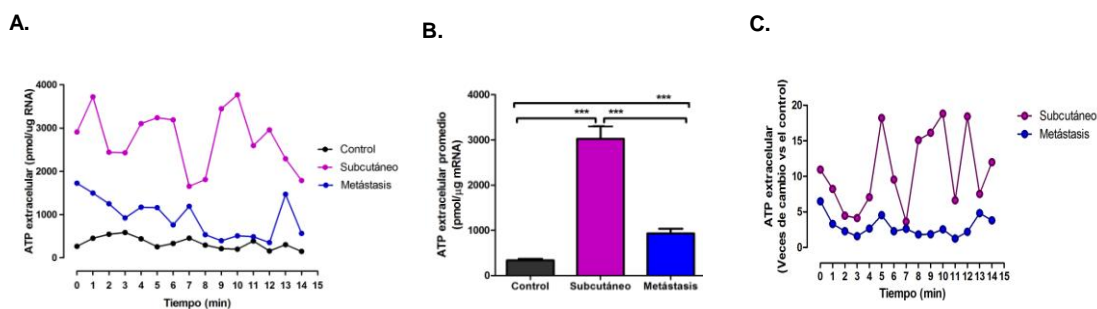 A.
ATP extracelular (pmol/ug RNA)
4000
3000
2000
1000
0
0 1 2 3 4 5 6 7 8 9 10 11 12 13 14 15
Tiempo (min)
Control
Subcutáneo
Metástasis
B.
ATP extracelular promedio
(pmol/µg mRNA)
4000
3000
2000
1000
0
***
*** ***
Control Subcutáneo Metástasis
C.
ATP extracelular
(Veces de cambio vs el control)
20
15
10
5
0
0 1 2 3 4 5 6 7 8 9 10 11 12 13 14 15
Tiempo (min)
Subcutáneo
Metástasis